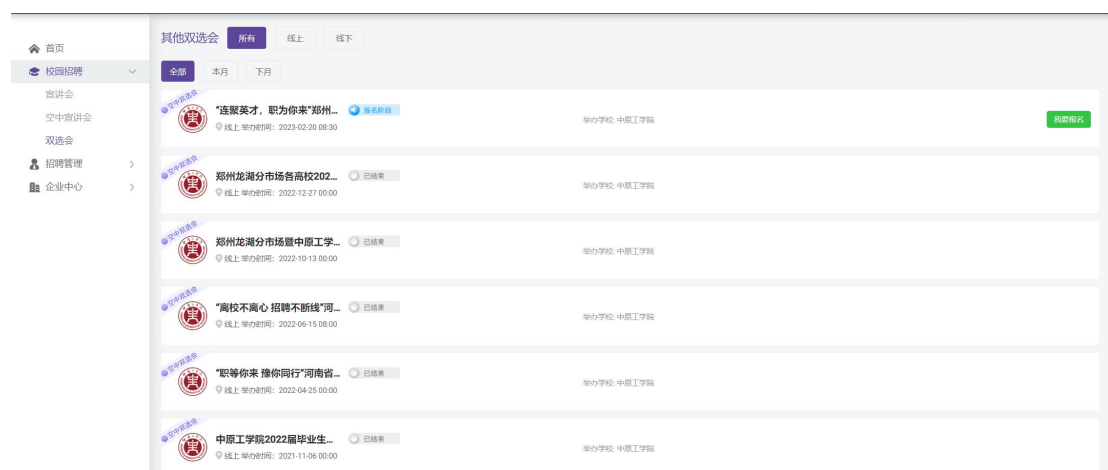 首页
校园招聘
宣讲会
空中宣讲会
双选会
招聘管理
企业中心
其他双选会 所有 线上 线下
全部 本月 下月
空中双选会
“连聚英才，职为你来”郑州... 报名阶段
线上 举办时间：2023-02-20 08:30
举办学校: 中原工学院
我要报名
空中双选会
郑州龙湖分市场各高校202... 已结束
线上 举办时间：2022-12-27 00:00
举办学校: 中原工学院
空中双选会
郑州龙湖分市场暨中原工学... 已结束
线上 举办时间：2022-10-13 00:00
举办学校: 中原工学院
空中双选会
“离校不离心 招聘不断线”河... 已结束
线上 举办时间：2022-06-15 08:00
举办学校: 中原工学院
空中双选会
“职等你来 豫你同行”河南省... 已结束
线上 举办时间：2022-04-25 00:00
举办学校: 中原工学院
空中双选会
中原工学院2022届毕业生... 已结束
线上 举办时间：2021-11-06 00:00
举办学校: 中原工学院